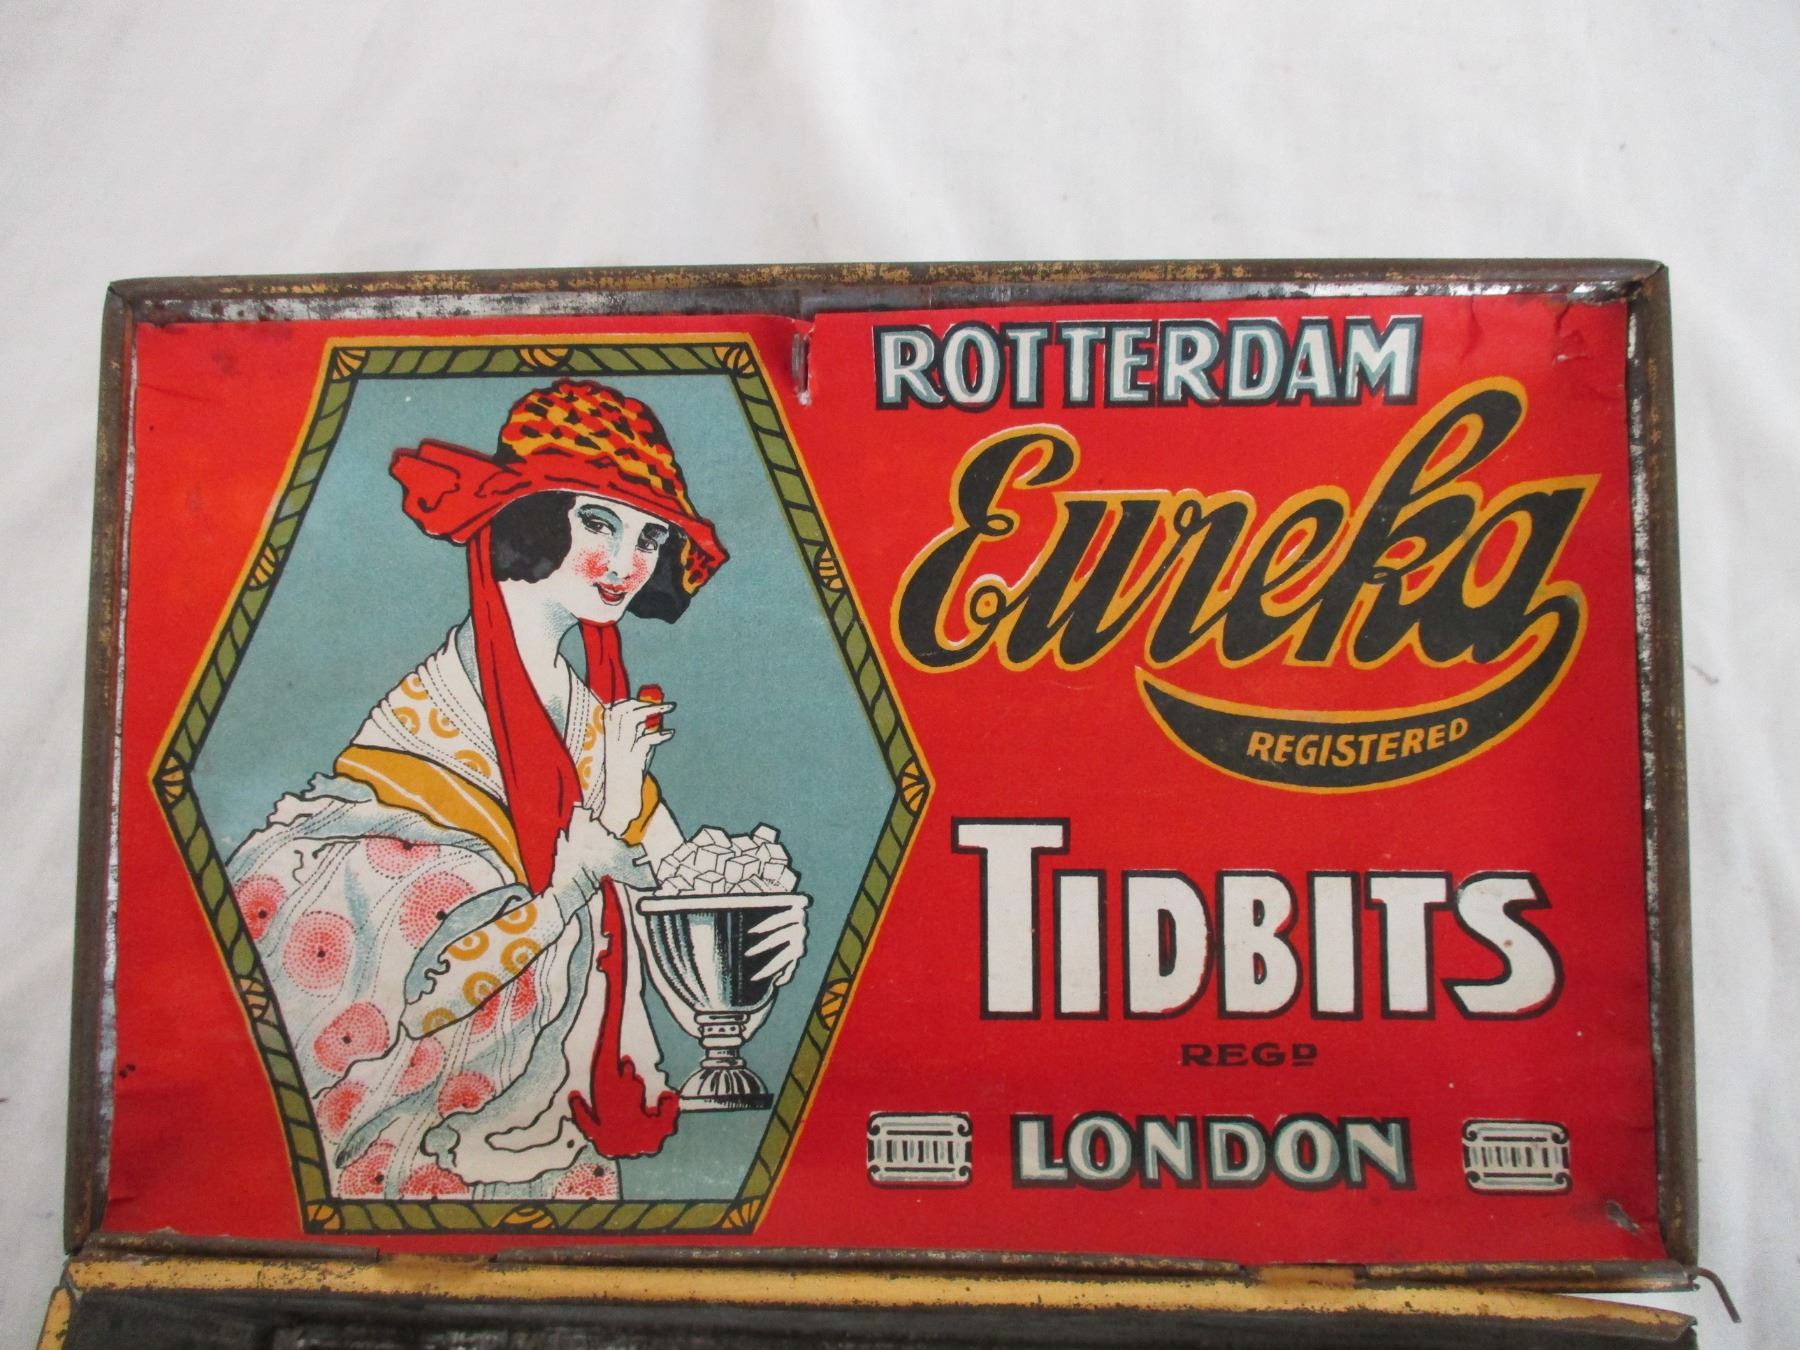 ROTTERDAM
Eureka
REGISTERED
TIDBITS
REGD
LONDON